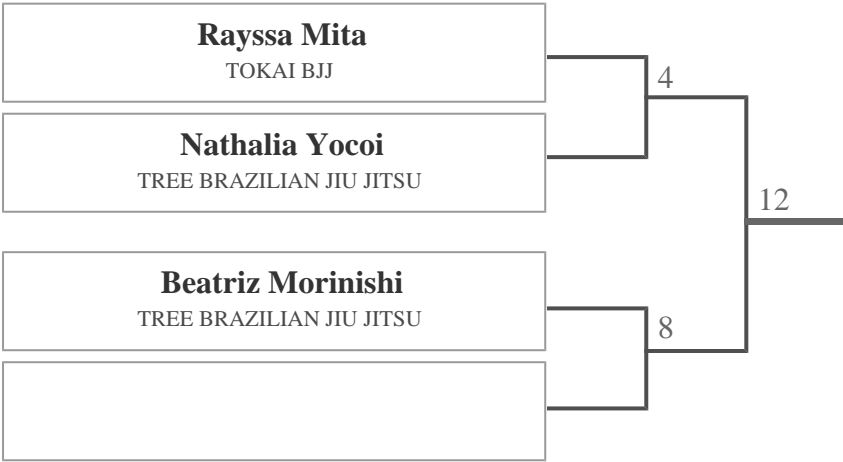 Rayssa Mita
TOKAI BJJ
4
Nathalia Yocoi
TREE BRAZILIAN JIU JITSU
12
Beatriz Morinishi
TREE BRAZILIAN JIU JITSU
8